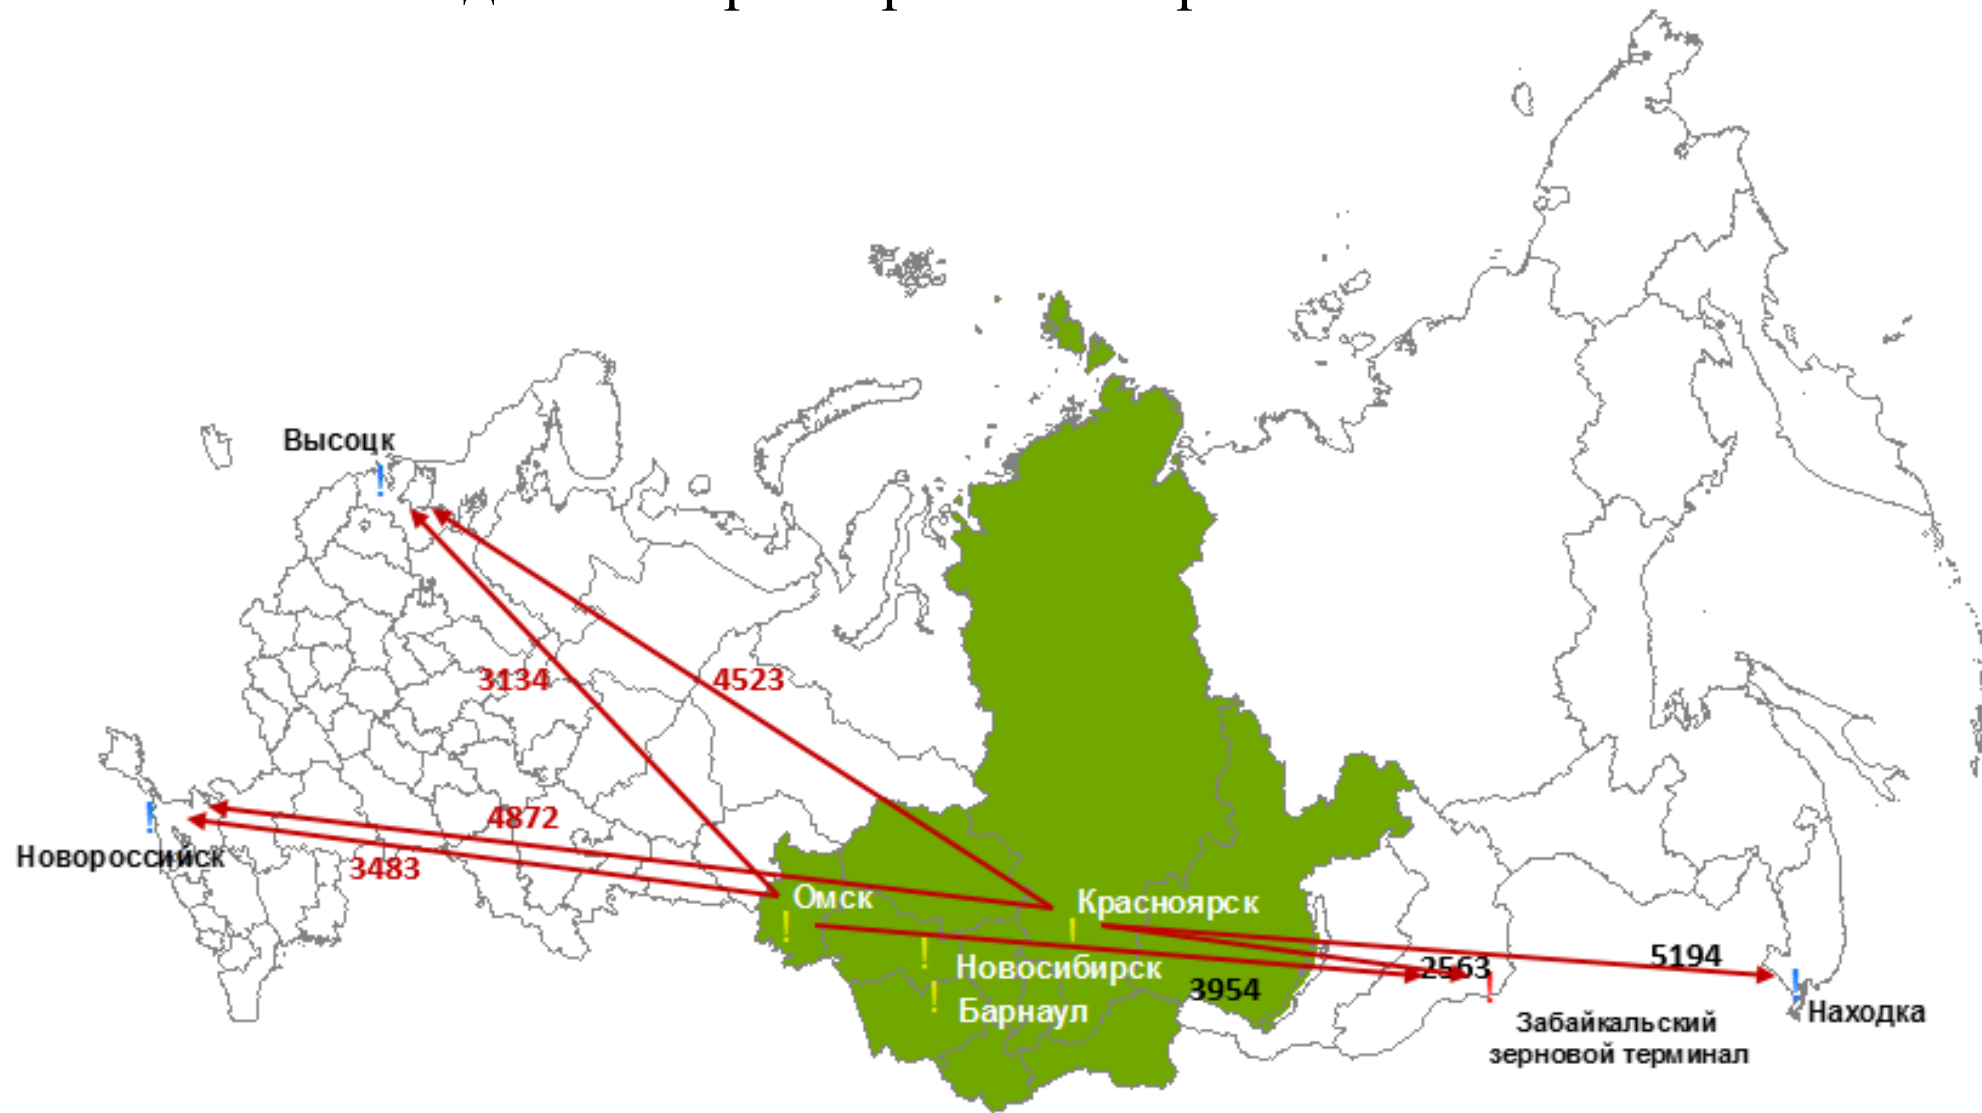 Высоцк
3134
4523
4872
Новороссийск
3483
Омск
Красноярск
5194
2563
Новосибирск
3954
Барнаул
Находка
Забайкальский
зерновой терминал